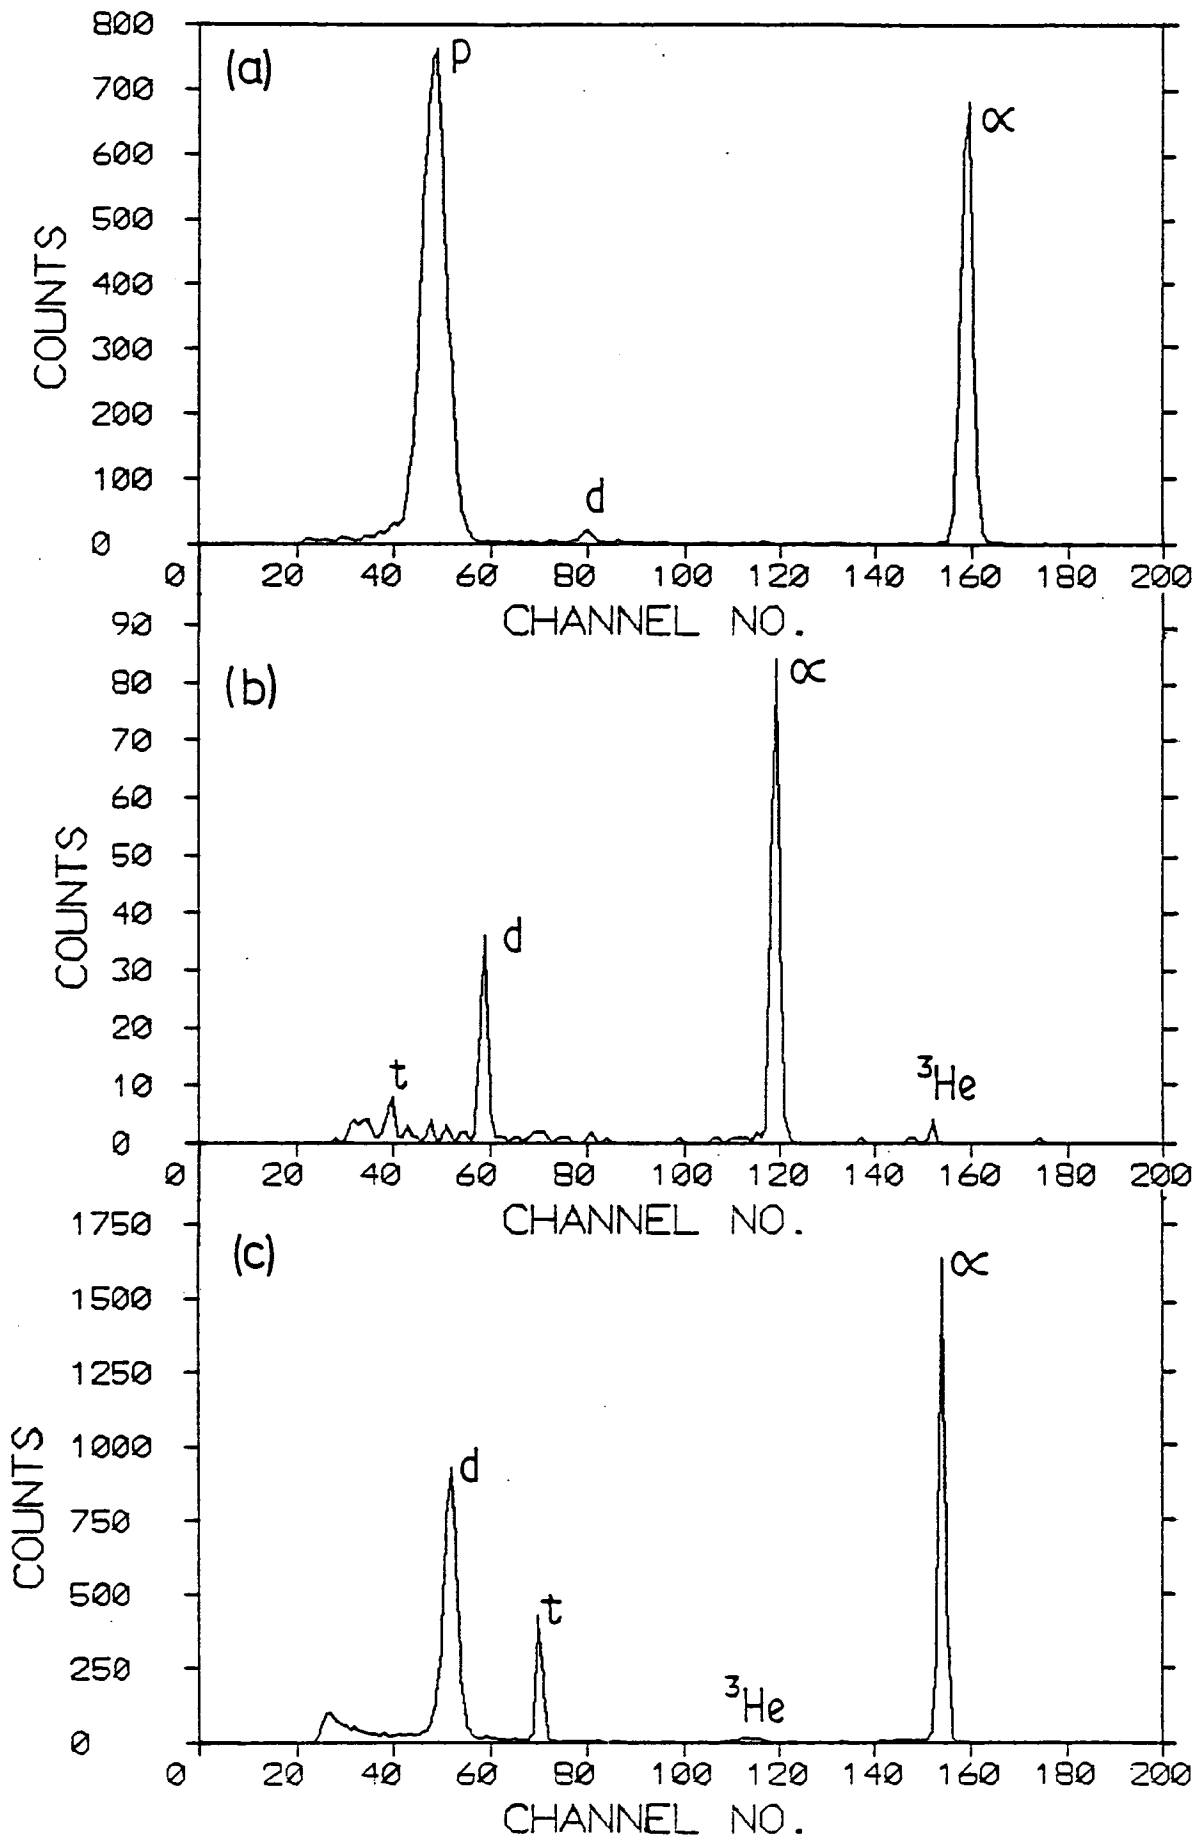 (a)
p
∝
d
COUNTS
800
700
600
500
400
300
200
100
0
0 20 40 60 80 100 120 140 160 180 200
CHANNEL NO.
(b)
∝
d
t
³He
COUNTS
90
80
70
60
50
40
30
20
10
0
0 20 40 60 80 100 120 140 160 180 200
CHANNEL NO.
(c)
∝
d
t
³He
COUNTS
1750
1500
1250
1000
750
500
250
0
0 20 40 60 80 100 120 140 160 180 200
CHANNEL NO.